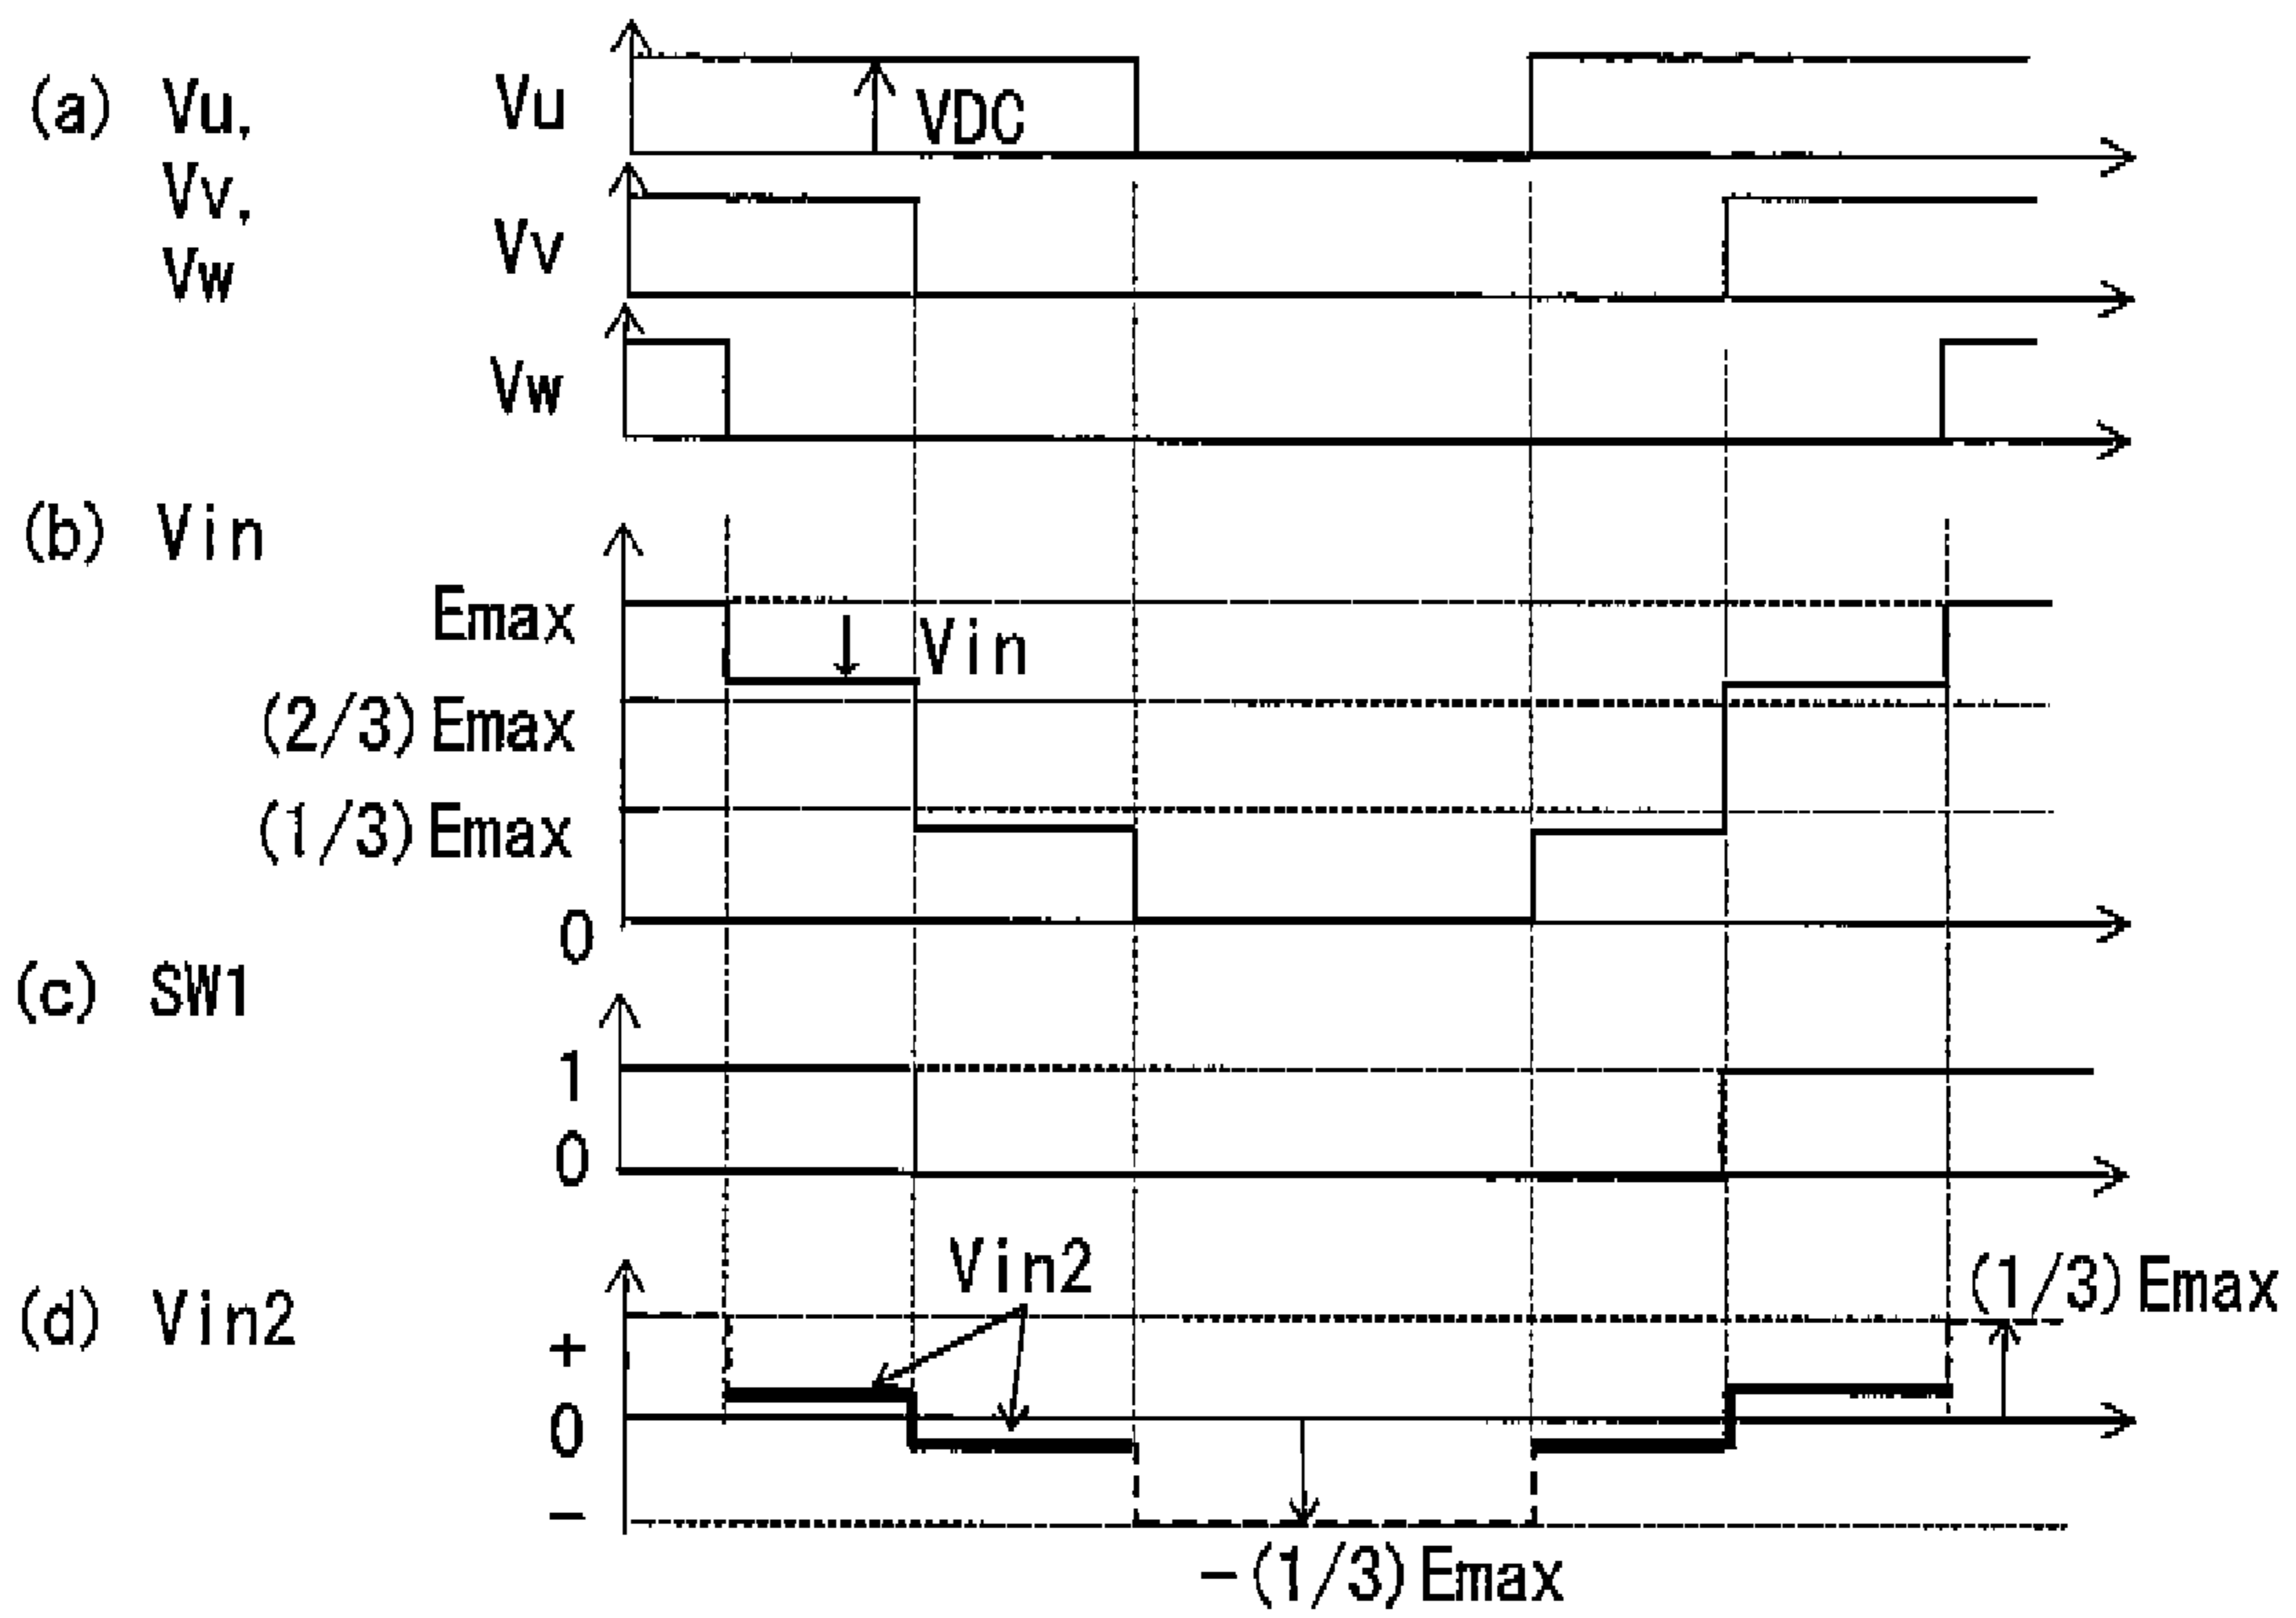 (a) Vu, Vu VDC
Vv, Vv
Vw
Vw
(b) Vin
Emax Vin
(2/3)Emax
(1/3)Emax
0
(c) SW1
1
0
(d) Vin2 Vin2 (1/3)Emax
+
0
-
-(1/3)Emax